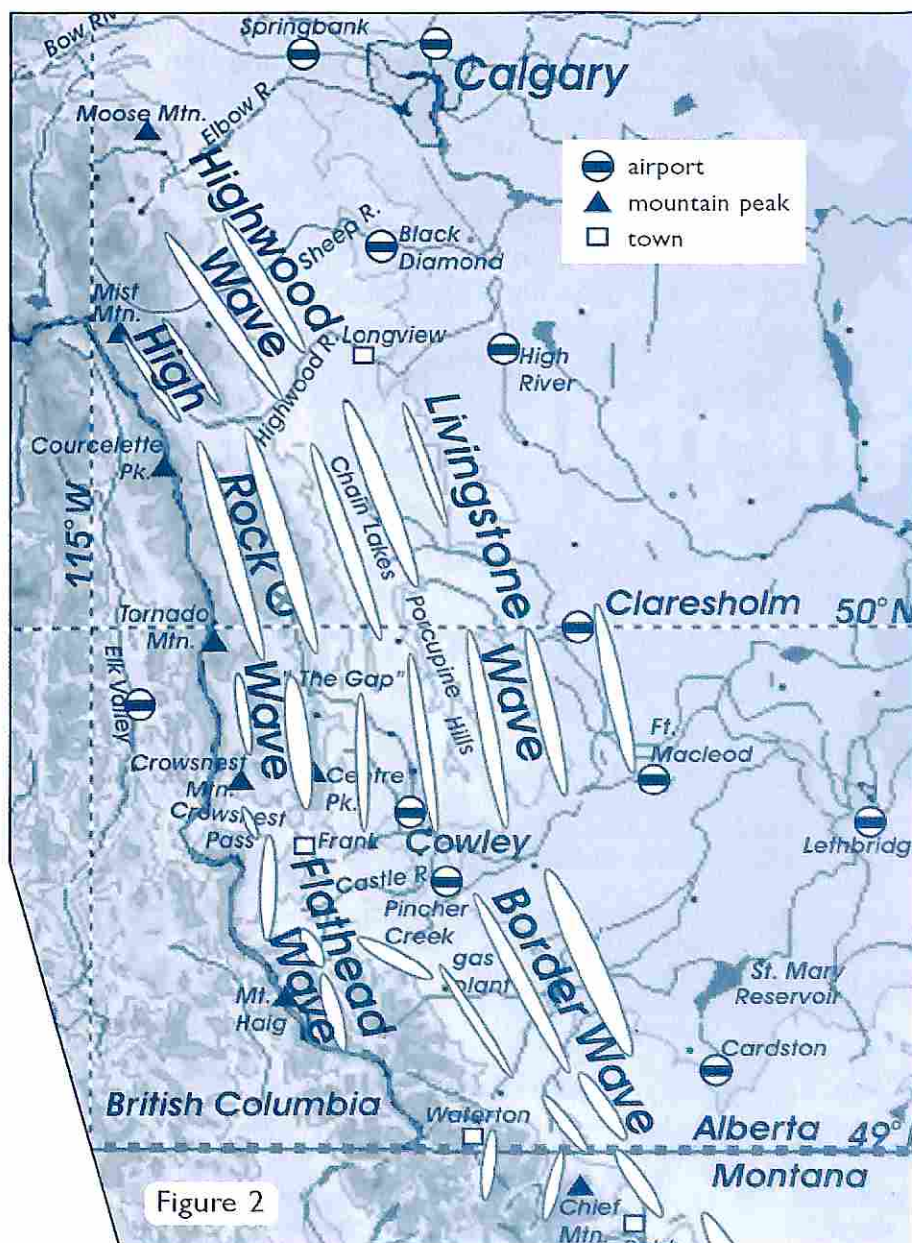 Bow Riv
Springbank
Calgary
Moose Mtn.
Elbow R.
airport
mountain peak
town
Highwood
Wave
Sheep R.
Black
Diamond
Mist
Mtn.
High
Highwood R.
Longview
High
River
Livingstone
Wave
Courcelette
Pk.
Rock
Wave
Chain Lakes
115° W
Porcupine
Hills
Claresholm
50° N
Tornado
Mtn.
Elk Valley
"The Gap"
Ft.
Macleod
Crowsnest
Mtn.
Centre
Pk.
Crowsnest
Pass
Frank
Cowley
Lethbridg
Flathead
Wave
Castle R
Pincher
Creek
Border Wave
gas
plant
St. Mary
Reservoir
Mt.
Haig
Cardston
British Columbia
Waterton
Alberta
49°
Montana
Figure 2
Chief
Mtn.